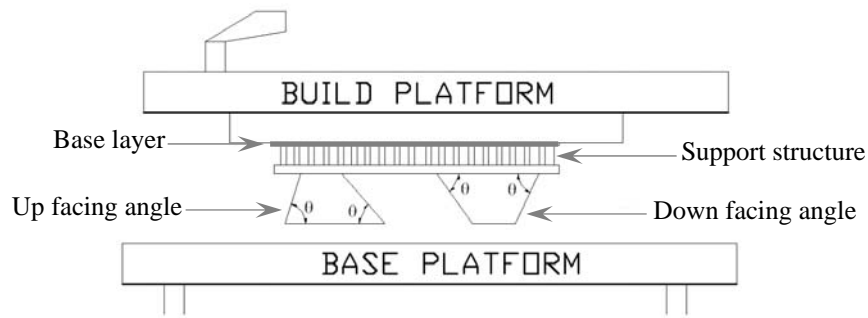 BUILD PLATFORM
Base layer
Support structure
θ θ θ θ
Up facing angle
Down facing angle
BASE PLATFORM